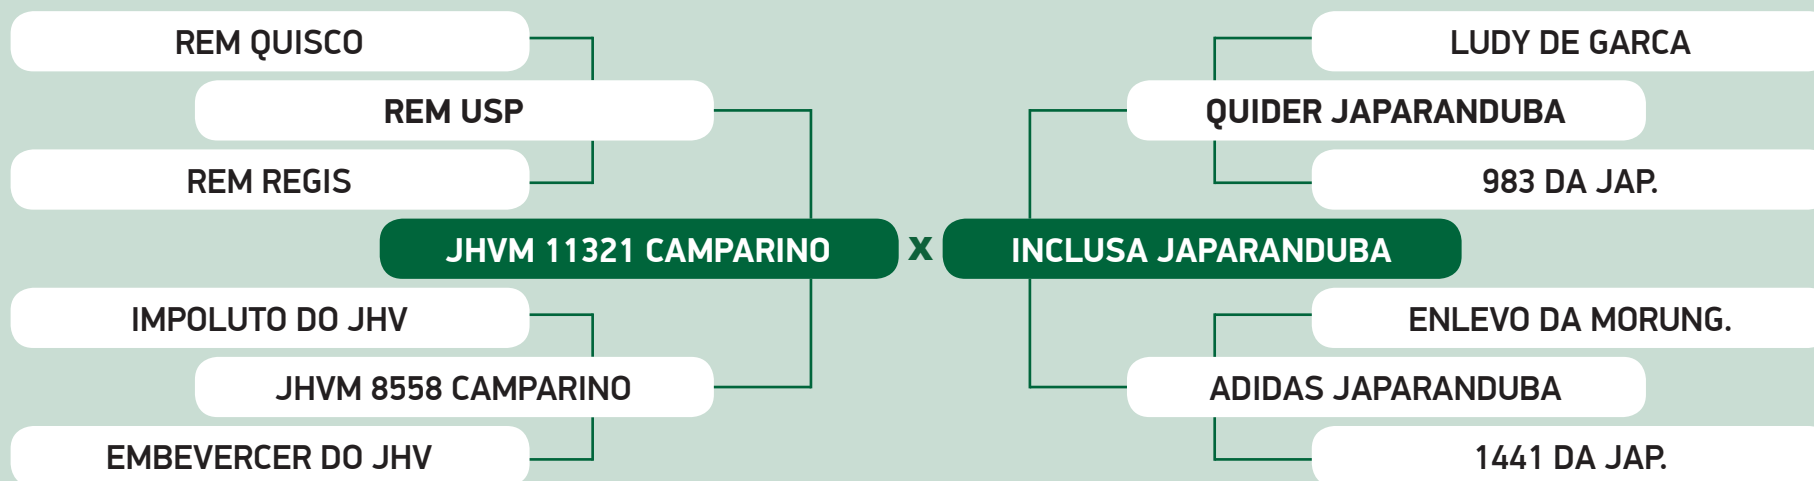 REM QUISCO
LUDY DE GARCA
REM USP
QUIDER JAPARANDUBA
REM REGIS
983 DA JAP.
JHVM 11321 CAMPARINO x INCLUSA JAPARANDUBA
IMPOLUTO DO JHV
ENLEVO DA MORUNG.
JHVM 8558 CAMPARINO
ADIDAS JAPARANDUBA
EMBEVERCER DO JHV
1441 DA JAP.